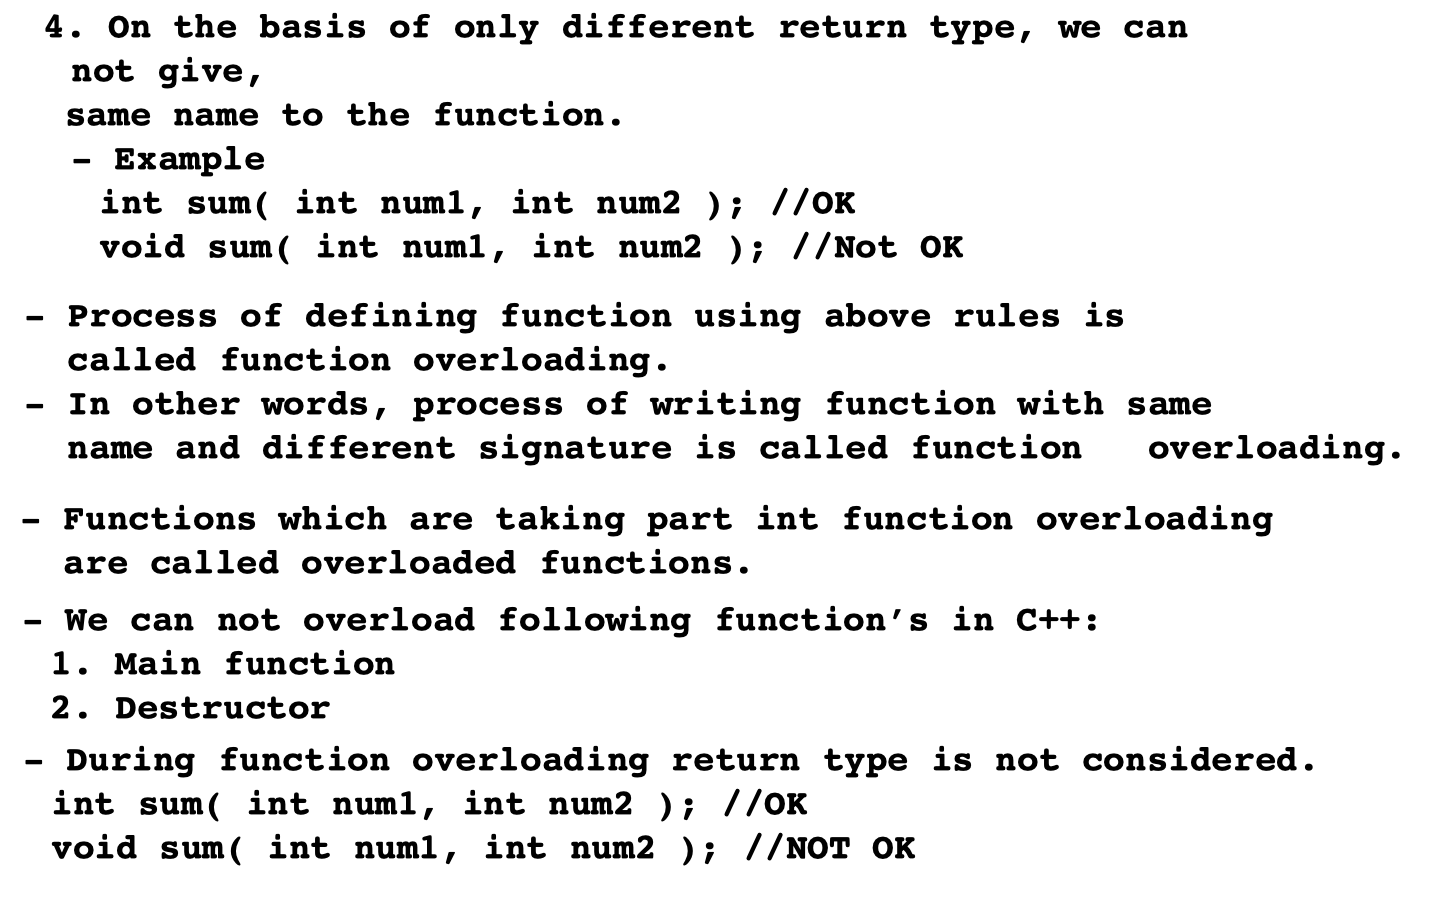 4. On the basis of only different return type, we can
not give,
same name to the function.
– Example
int sum( int num1, int num2 ); //OK
void sum( int num1, int num2 ); //Not OK
– Process of defining function using above rules is
called function overloading.
– In other words, process of writing function with same
name and different signature is called function overloading.
– Functions which are taking part int function overloading
are called overloaded functions.
– We can not overload following function’s in C++:
1. Main function
2. Destructor
– During function overloading return type is not considered.
int sum( int num1, int num2 ); //OK
void sum( int num1, int num2 ); //NOT OK